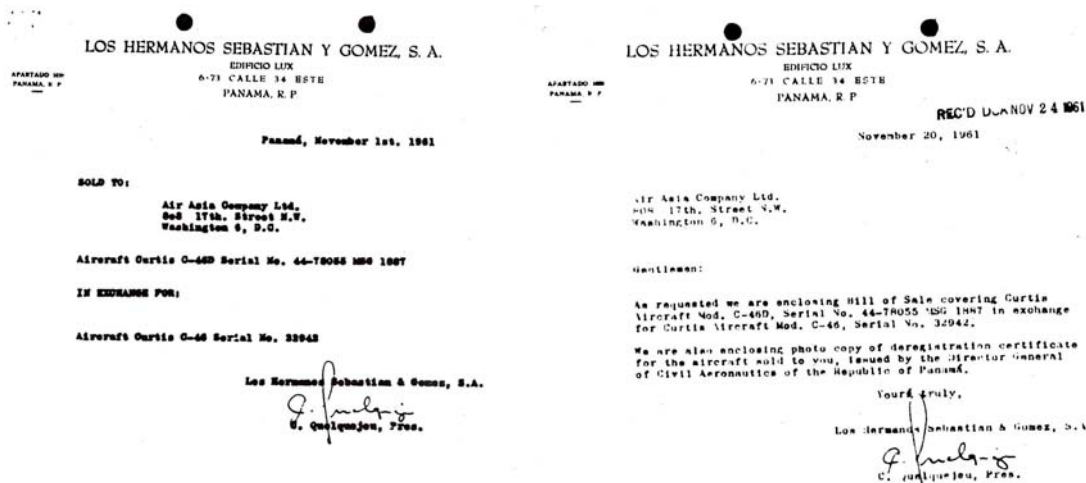 LOS HERMANOS SEBASTIAN Y GOMEZ, S. A.
EDIFICIO LUX
6-71 CALLE 34 ESTE
PANAMA, R. P
APARTADO
PANAMA, R P
Panamá, November 1st. 1961
SOLD TO:
Air Asia Company Ltd.
808 17th. Street N.W.
Washington 6, D.C.
Aircraft Curtis C-46D Serial No. 44-78055 MSG 1887
IN EXCHANGE FOR:
Aircraft Curtis C-46 Serial No. 32942
Los Hermanos Sebastian & Gomez, S.A.
C. Quelquejeu, Pres.
LOS HERMANOS SEBASTIAN Y GOMEZ, S. A.
EDIFICIO LUX
6-71 CALLE 34 ESTE
PANAMA, R. P
APARTADO
PANAMA, R P
REC'D NOV 24 1961
November 20, 1961
Air Asia Company Ltd.
808 17th. Street N.W.
Washington 6, D.C.
Gentlemen:
As requested we are enclosing Bill of Sale covering Curtis
Aircraft Mod. C-46D, Serial No. 44-78055 MSG 1887 in exchange
for Curtis Aircraft Mod. C-46, Serial No. 32942.
We are also enclosing photo copy of deregistration certificate
for the aircraft sold to you, issued by the Director General
of Civil Aeronautics of the Republic of Panamá.
Yours truly,
Los Hermanos Sebastian & Gomez, S.A
C. Quelquejeu, Pres.